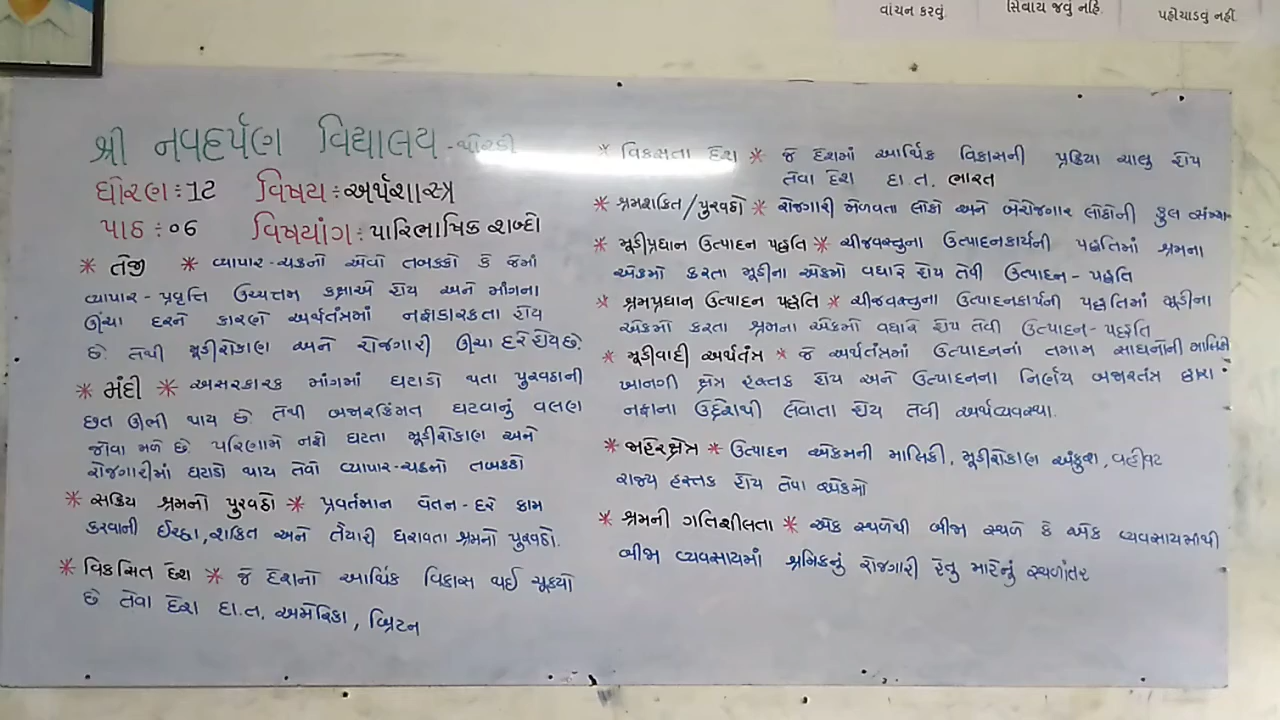 વાંચન કરવું.
સિવાય જવું નહિ.
પહોચાડવું નહીં.
શ્રી નવદર્પણ વિદ્યાલય -
ધોરણ : 12 વિષય : અર્થશાસ્ત્ર
પાઠ : ૦6 વિષયાંગ : પારિભાષિક શબ્દો
* તેજી * વ્યાપાર-ચક્રનો એવો તબક્કો કે જેમાં
વ્યાપાર-પ્રવૃત્તિ ઉચ્ચત્તમ કક્ષાએ હોય અને માંગના
ઊંચા દરને કારણે અર્થતંત્રમાં નફાકારકતા હોય
છે તેથી મૂડીરોકાણ અને રોજગારી ઊંચા દરે હોય છે.
* મંદી * અસરકારક માંગમાં ઘટાડો થતા પુરવઠાની
છત ઊભી થાય છે તેથી બજારકિંમત ઘટવાનું વલણ
જોવા મળે છે પરિણામે નફો ઘટતા મૂડીરોકાણ અને
રોજગારીમાં ઘટાડો થાય તેવો વ્યાપાર-ચક્રનો તબક્કો
* સક્રિય શ્રમનો પુરવઠો * પ્રવર્તમાન વેતન-દરે કામ
કરવાની ઈચ્છા, શક્તિ અને તૈયારી ધરાવતા શ્રમનો પુરવઠો.
* વિકસિત દેશ * જે દેશનો આર્થિક વિકાસ થઈ ચૂક્યો
છે તેવા દેશ દા.ત. અમેરિકા, બ્રિટન
* વિકસતા દેશ * જે દેશમાં આર્થિક વિકાસની પ્રક્રિયા ચાલુ હોય
તેવા દેશ દા.ત. ભારત
* શ્રમશક્તિ/પુરવઠો * રોજગારી મેળવતા લોકો અને બેરોજગાર લોકોની કુલ સંખ્યા
* મૂડીપ્રધાન ઉત્પાદન પદ્ધતિ * ચીજવસ્તુના ઉત્પાદનકાર્યની પદ્ધતિમાં શ્રમના
એકમો કરતા મૂડીના એકમો વધારે હોય તેવી ઉત્પાદન-પદ્ધતિ
* શ્રમપ્રધાન ઉત્પાદન પદ્ધતિ * ચીજવસ્તુના ઉત્પાદનકાર્યની પદ્ધતિમાં મૂડીના
એકમો કરતા શ્રમના એકમો વધારે હોય તેવી ઉત્પાદન-પદ્ધતિ
* મૂડીવાદી અર્થતંત્ર * જે અર્થતંત્રમાં ઉત્પાદનનાં તમામ સાધનોની માલિકી
ખાનગી ક્ષેત્ર હસ્તક હોય અને ઉત્પાદનના નિર્ણય બજારતંત્ર દ્વારા
નફાના ઉદ્દેશથી લેવાતા હોય તેવી અર્થવ્યવસ્થા.
* જાહેરક્ષેત્ર * ઉત્પાદન એકમની માલિકી, મૂડીરોકાણ અંકુશ, વહીવટ
રાજ્ય હસ્તક હોય તેવા એકમો
* શ્રમની ગતિશીલતા * એક સ્થળેથી બીજા સ્થળે કે એક વ્યવસાયમાંથી
બીજા વ્યવસાયમાં શ્રમિકનું રોજગારી હેતુ માટેનું સ્થળાંતર